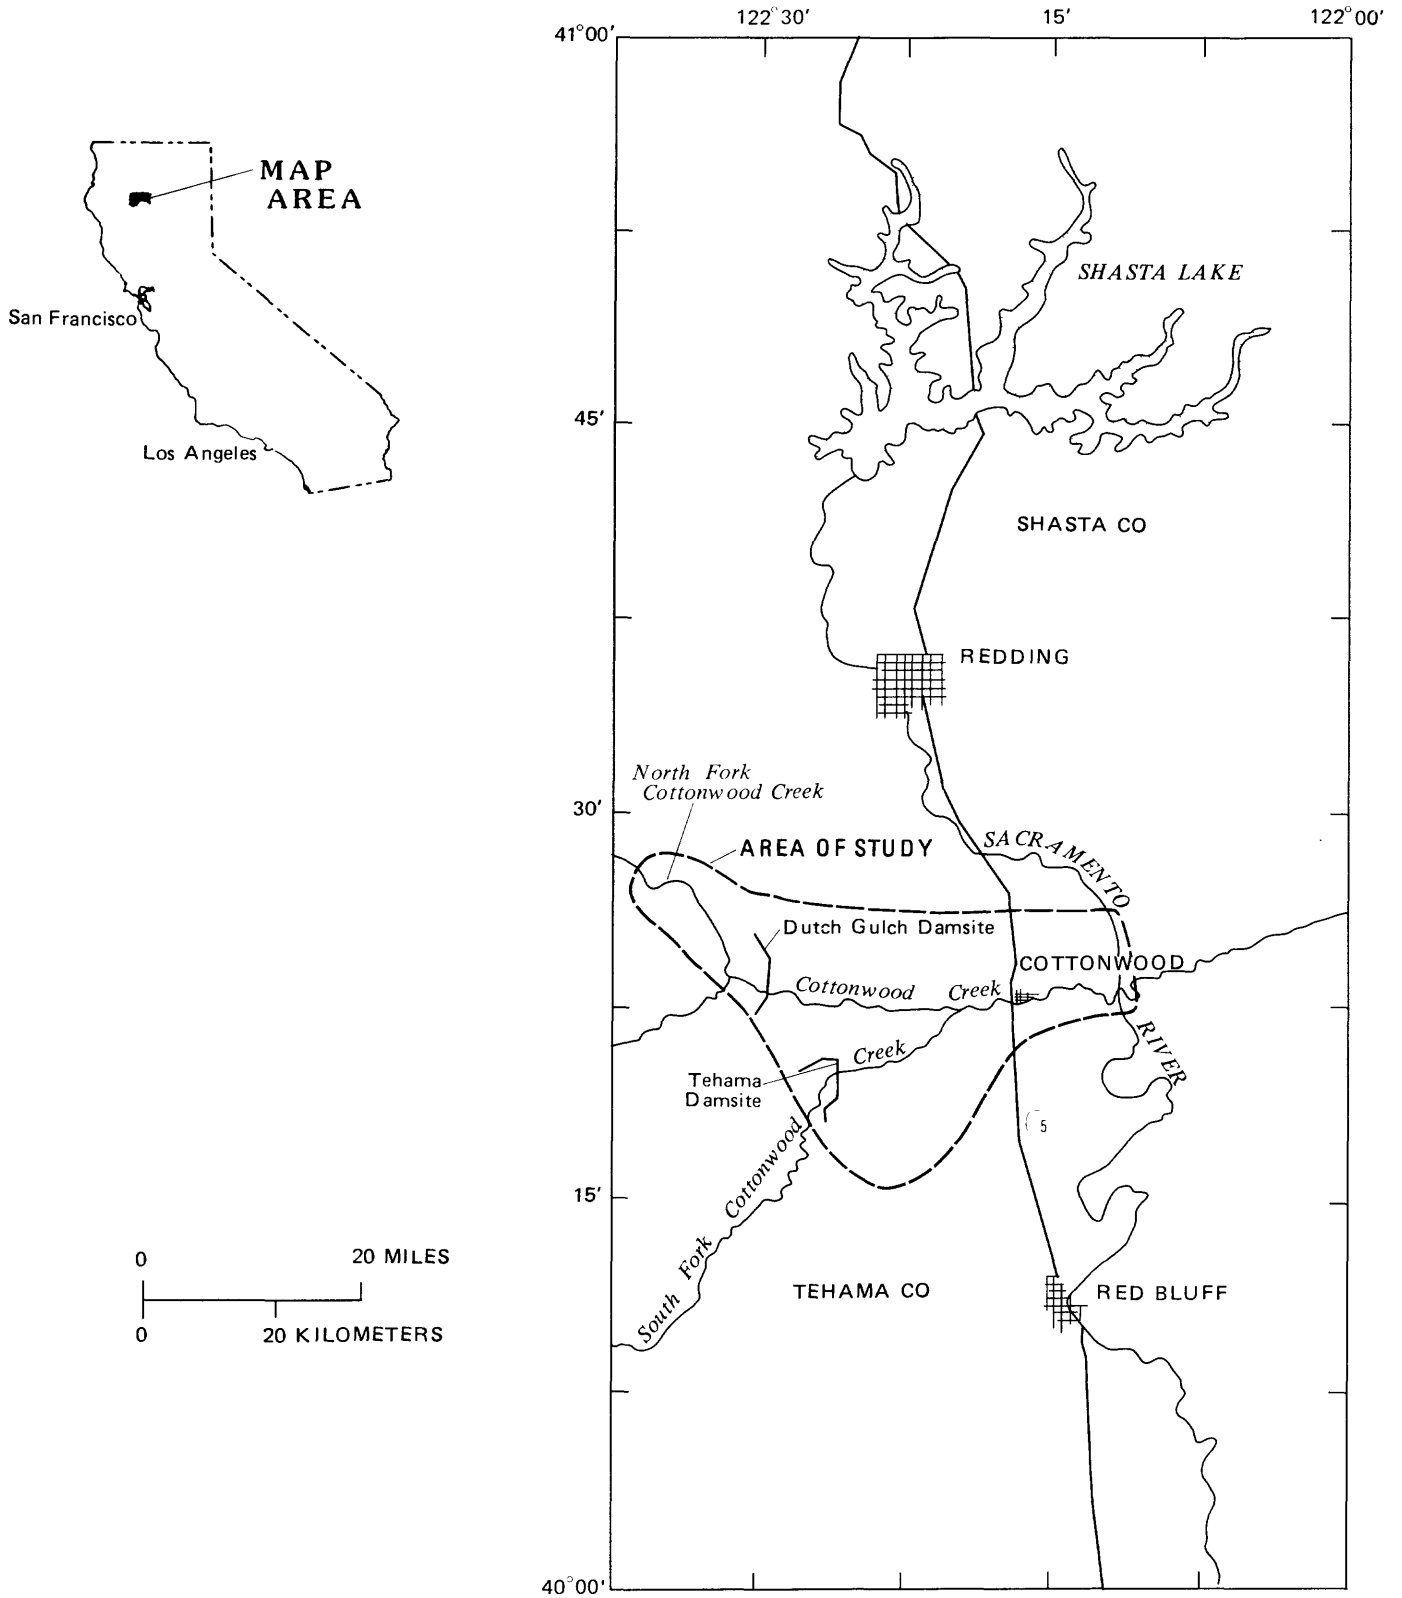 122°30'
15'
122°00'
41°00'
MAP
AREA
San Francisco
Los Angeles
SHASTA LAKE
45'
SHASTA CO
REDDING
North Fork
Cottonwood Creek
30'
AREA OF STUDY
SACRAMENTO
Dutch Gulch Damsite
COTTONWOOD
Cottonwood Creek
RIVER
Creek
Tehama
Damsite
5
South Fork Cottonwood
15'
0 20 MILES
0 20 KILOMETERS
TEHAMA CO
RED BLUFF
40°00'